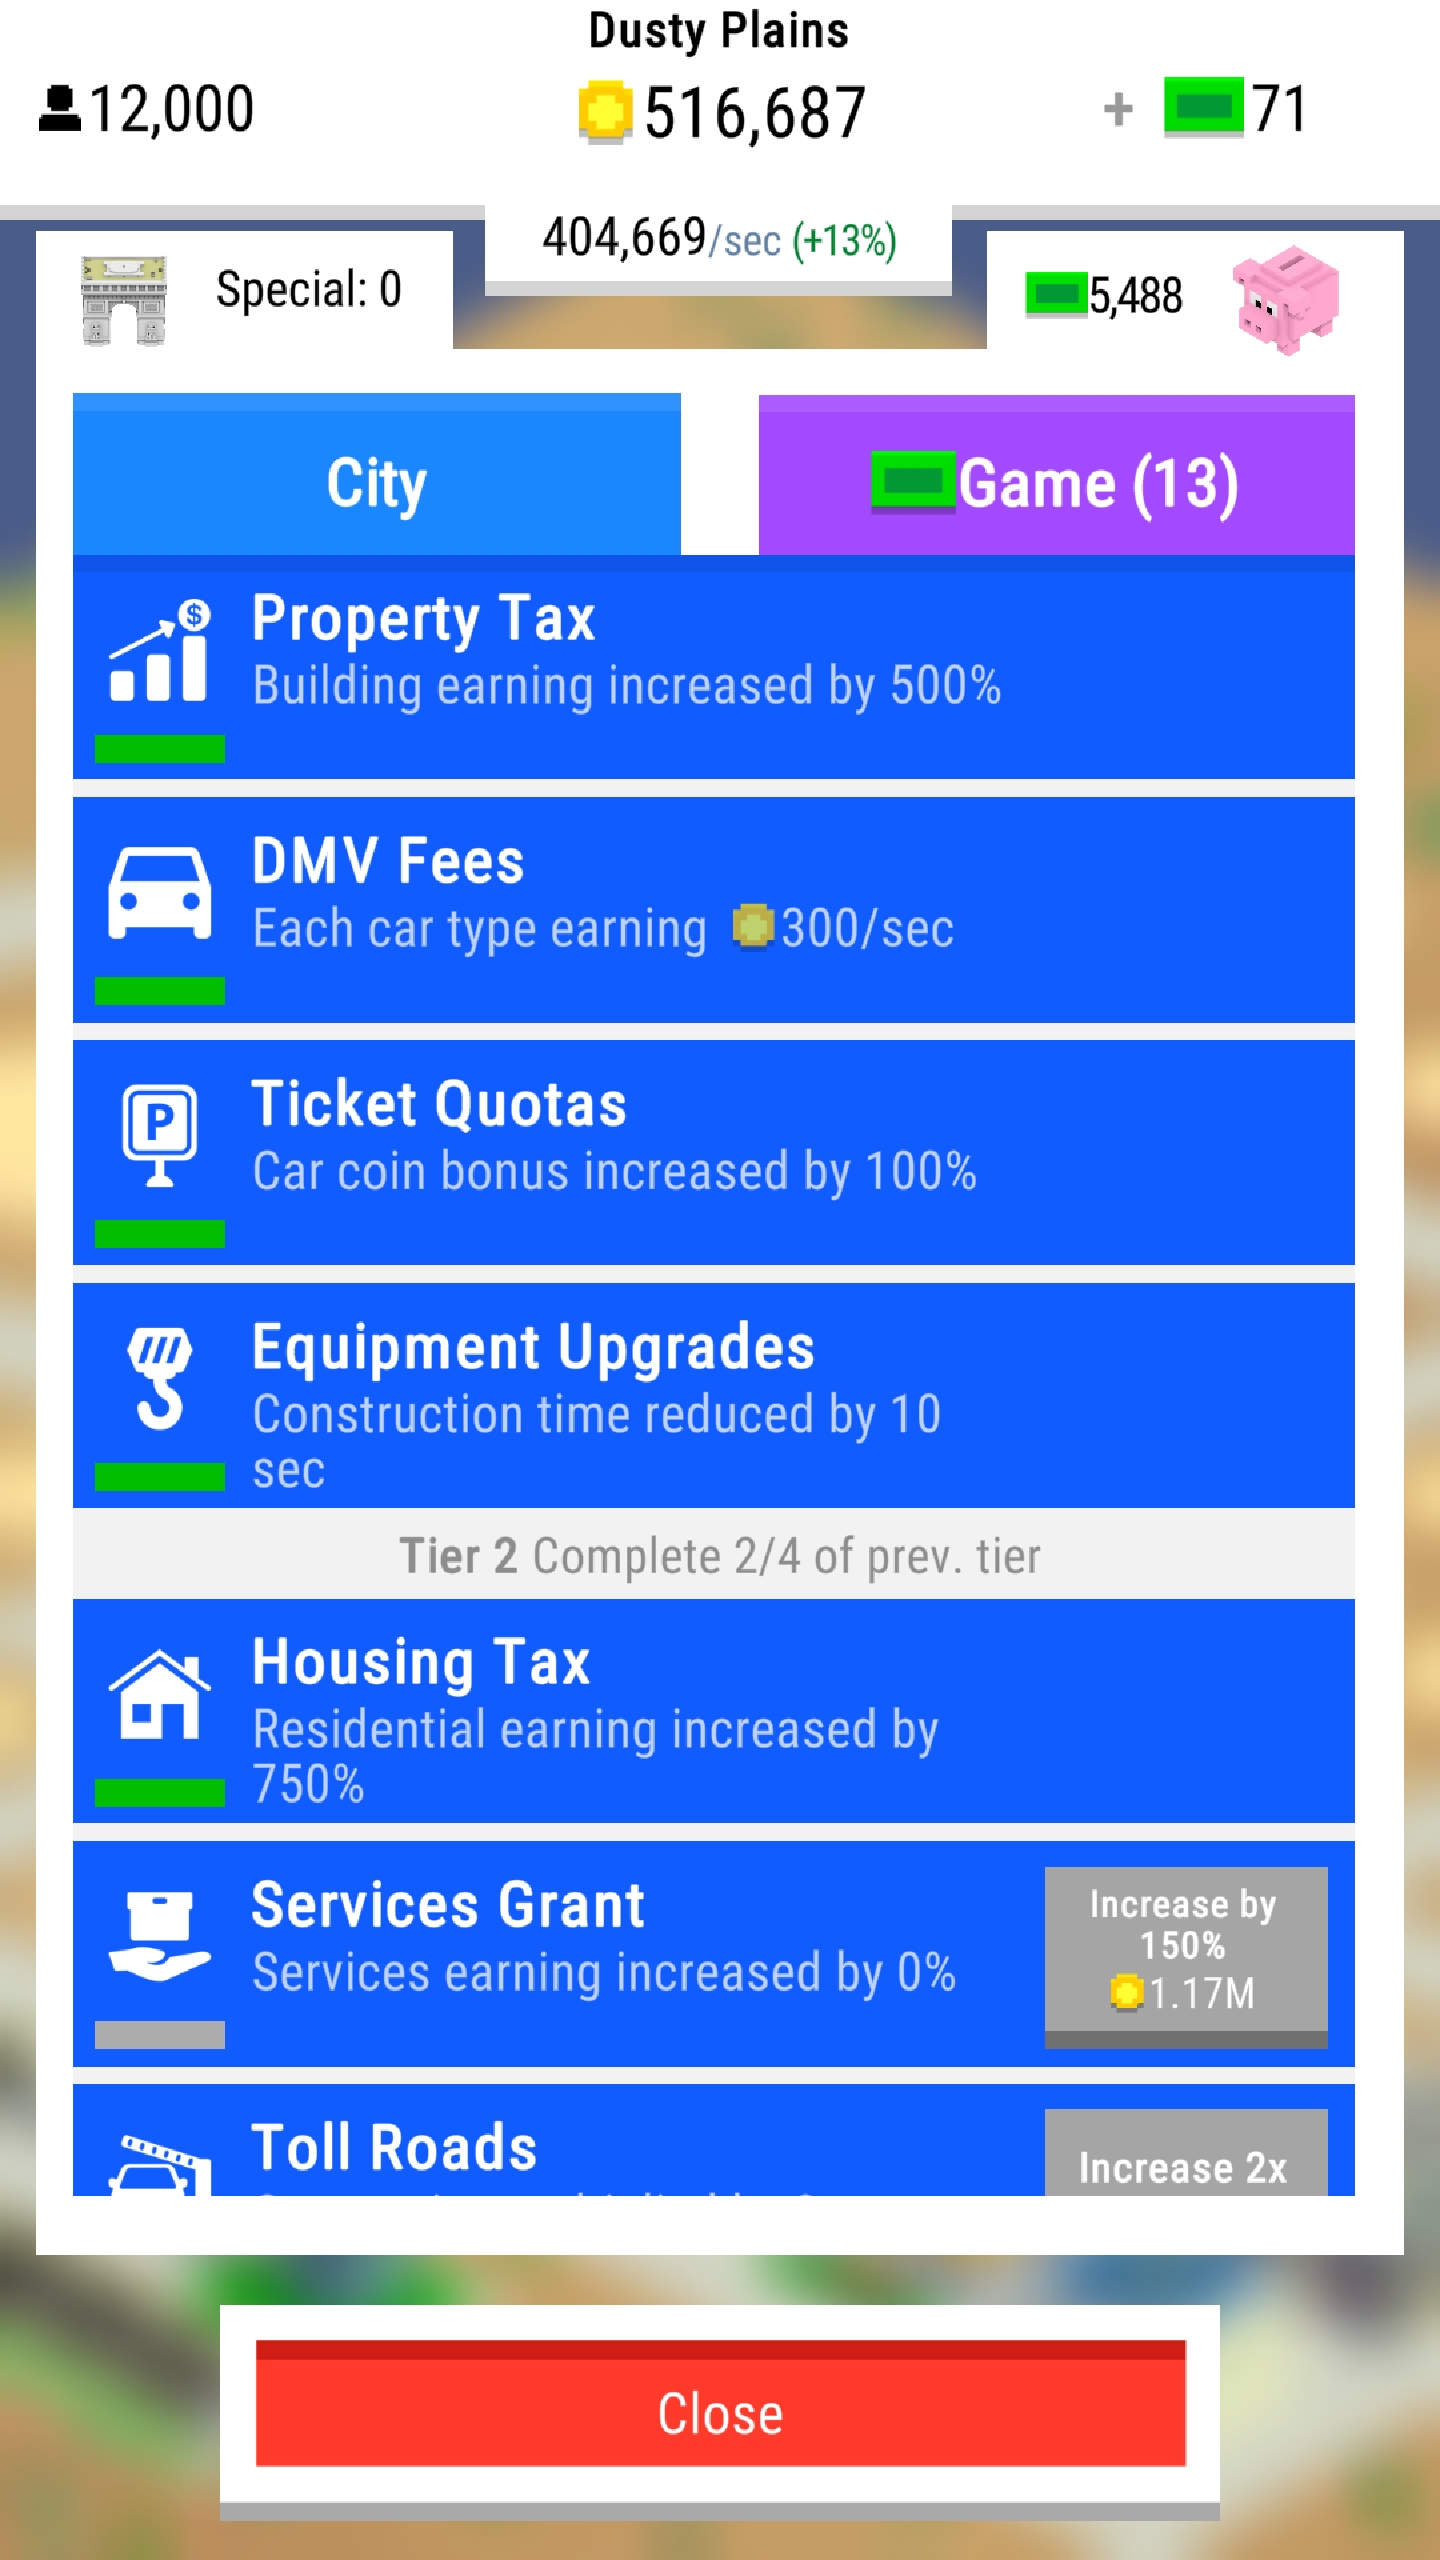 Dusty Plains
12,000
516,687
+ 71
404,669/sec (+13%)
Special: 0
5,488
City
Game (13)
Property Tax
Building earning increased by 500%
DMV Fees
Each car type earning 300/sec
Ticket Quotas
Car coin bonus increased by 100%
Equipment Upgrades
Construction time reduced by 10
sec
Tier 2 Complete 2/4 of prev. tier
Housing Tax
Residential earning increased by
750%
Services Grant
Services earning increased by 0%
Increase by
150%
1.17M
Toll Roads
Increase 2x
Close